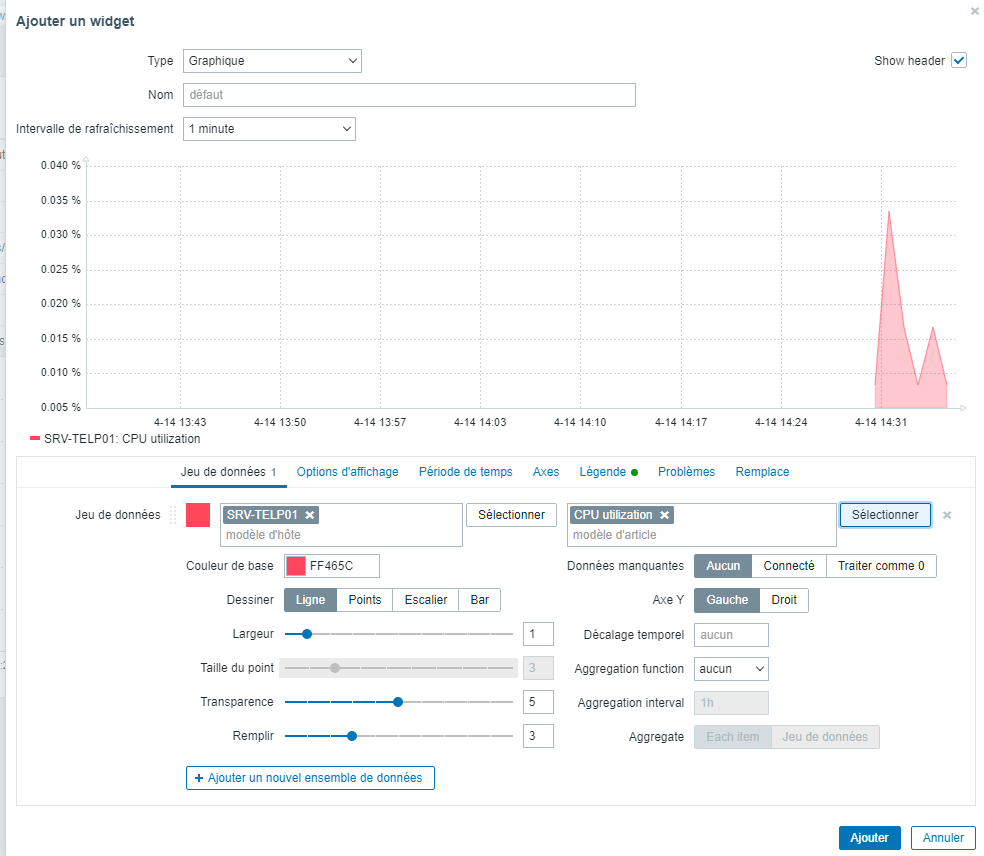 Ajouter un widget
Type Graphique Show header
Nom défaut
Intervalle de rafraîchissement 1 minute
0.040 %
0.035 %
0.030 %
0.025 %
0.020 %
0.015 %
0.010 %
0.005 %
4-14 13:43 4-14 13:50 4-14 13:57 4-14 14:03 4-14 14:10 4-14 14:17 4-14 14:24 4-14 14:31
SRV-TELP01: CPU utilization
Jeu de données 1 Options d'affichage Période de temps Axes Légende Problèmes Remplace
Jeu de données SRV-TELP01 Sélectionner CPU utilization Sélectionner
modèle d'hôte modèle d'article
Couleur de base FF465C Données manquantes Aucun Connecté Traiter comme 0
Dessiner Ligne Points Escalier Bar Axe Y Gauche Droit
Largeur 1 Décalage temporel aucun
Taille du point 3 Aggregation function aucun
Transparence 5 Aggregation interval 1h
Remplir 3 Aggregate Each item Jeu de données
+ Ajouter un nouvel ensemble de données
Ajouter Annuler